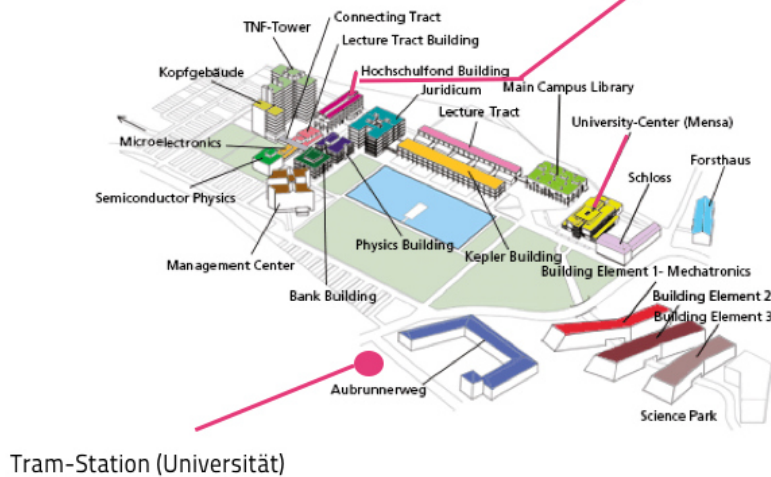 Connecting Tract
TNF-Tower
Lecture Tract Building
Kopfgebäude
Hochschulfond Building
Juridicum
Main Campus Library
Lecture Tract
University-Center (Mensa)
Microelectronics
Forsthaus
Schloss
Semiconductor Physics
Physics Building
Kepler Building
Management Center
Building Element 1- Mechatronics
Bank Building
Building Element 2
Building Element 3
Aubrunnerweg
Science Park
Tram-Station (Universität)